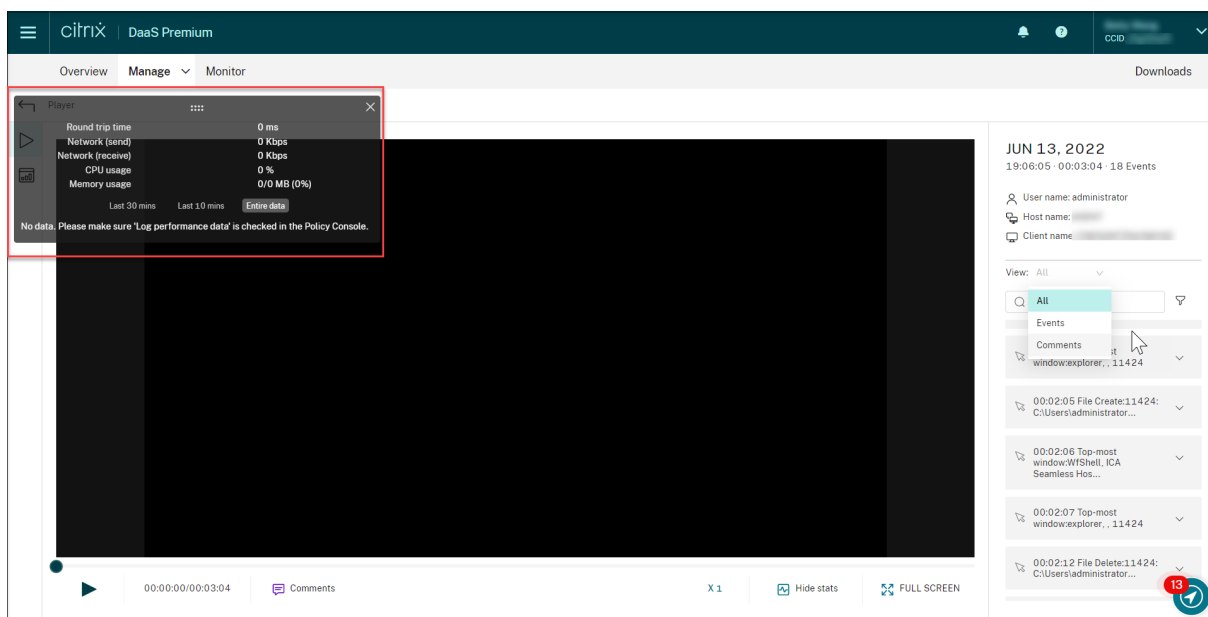 citrix DaaS Premium
CCID
Overview Manage Monitor Downloads
Player
Round trip time 0 ms
Network (send) 0 Kbps
Network (receive) 0 Kbps
CPU usage 0 %
Memory usage 0/0 MB (0%)
Last 30 mins Last 10 mins Entire data
No data. Please make sure 'Log performance data' is checked in the Policy Console.
JUN 13, 2022
19:06:05 · 00:03:04 · 18 Events
User name: administrator
Host name:
Client name
View: All
All
Events
Comments
window:explorer, , 11424
00:02:05 File Create:11424:
C:\Users\administrator...
00:02:06 Top-most
window:WfShell, ICA
Seamless Hos...
00:02:07 Top-most
window:explorer, , 11424
00:02:12 File Delete:11424:
C:\Users\administrator...
13
00:00:00/00:03:04 Comments X 1 Hide stats FULL SCREEN